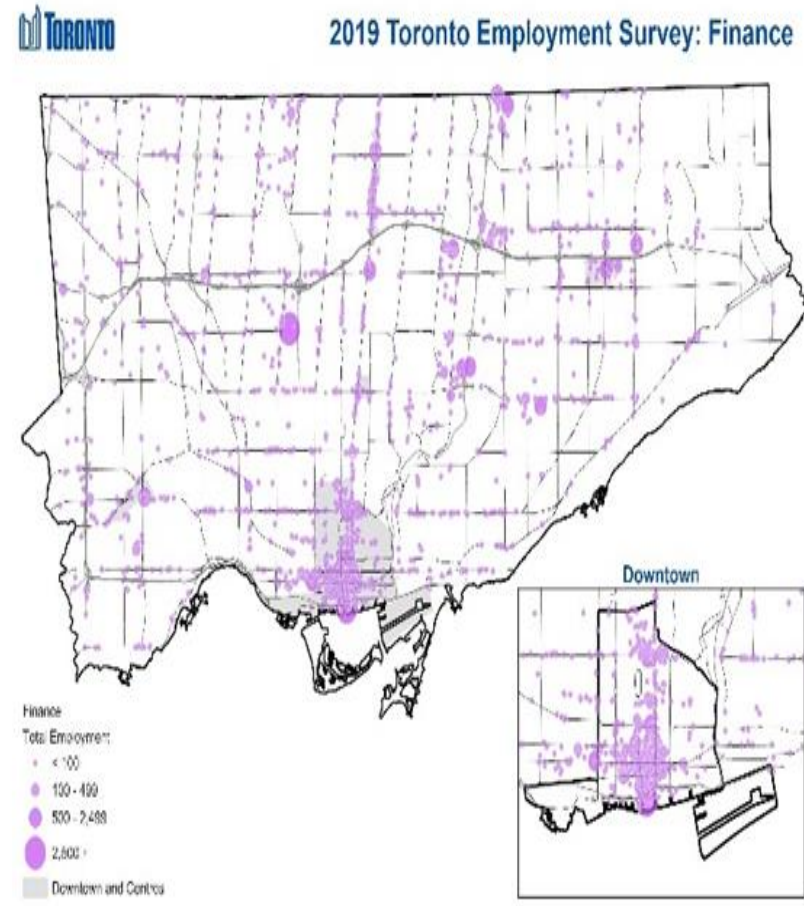 TORONTO
2019 Toronto Employment Survey: Finance
Downtown
Finance
Total Employment
< 100
100 - 499
500 - 2,499
2,500 +
Downtown and Centres